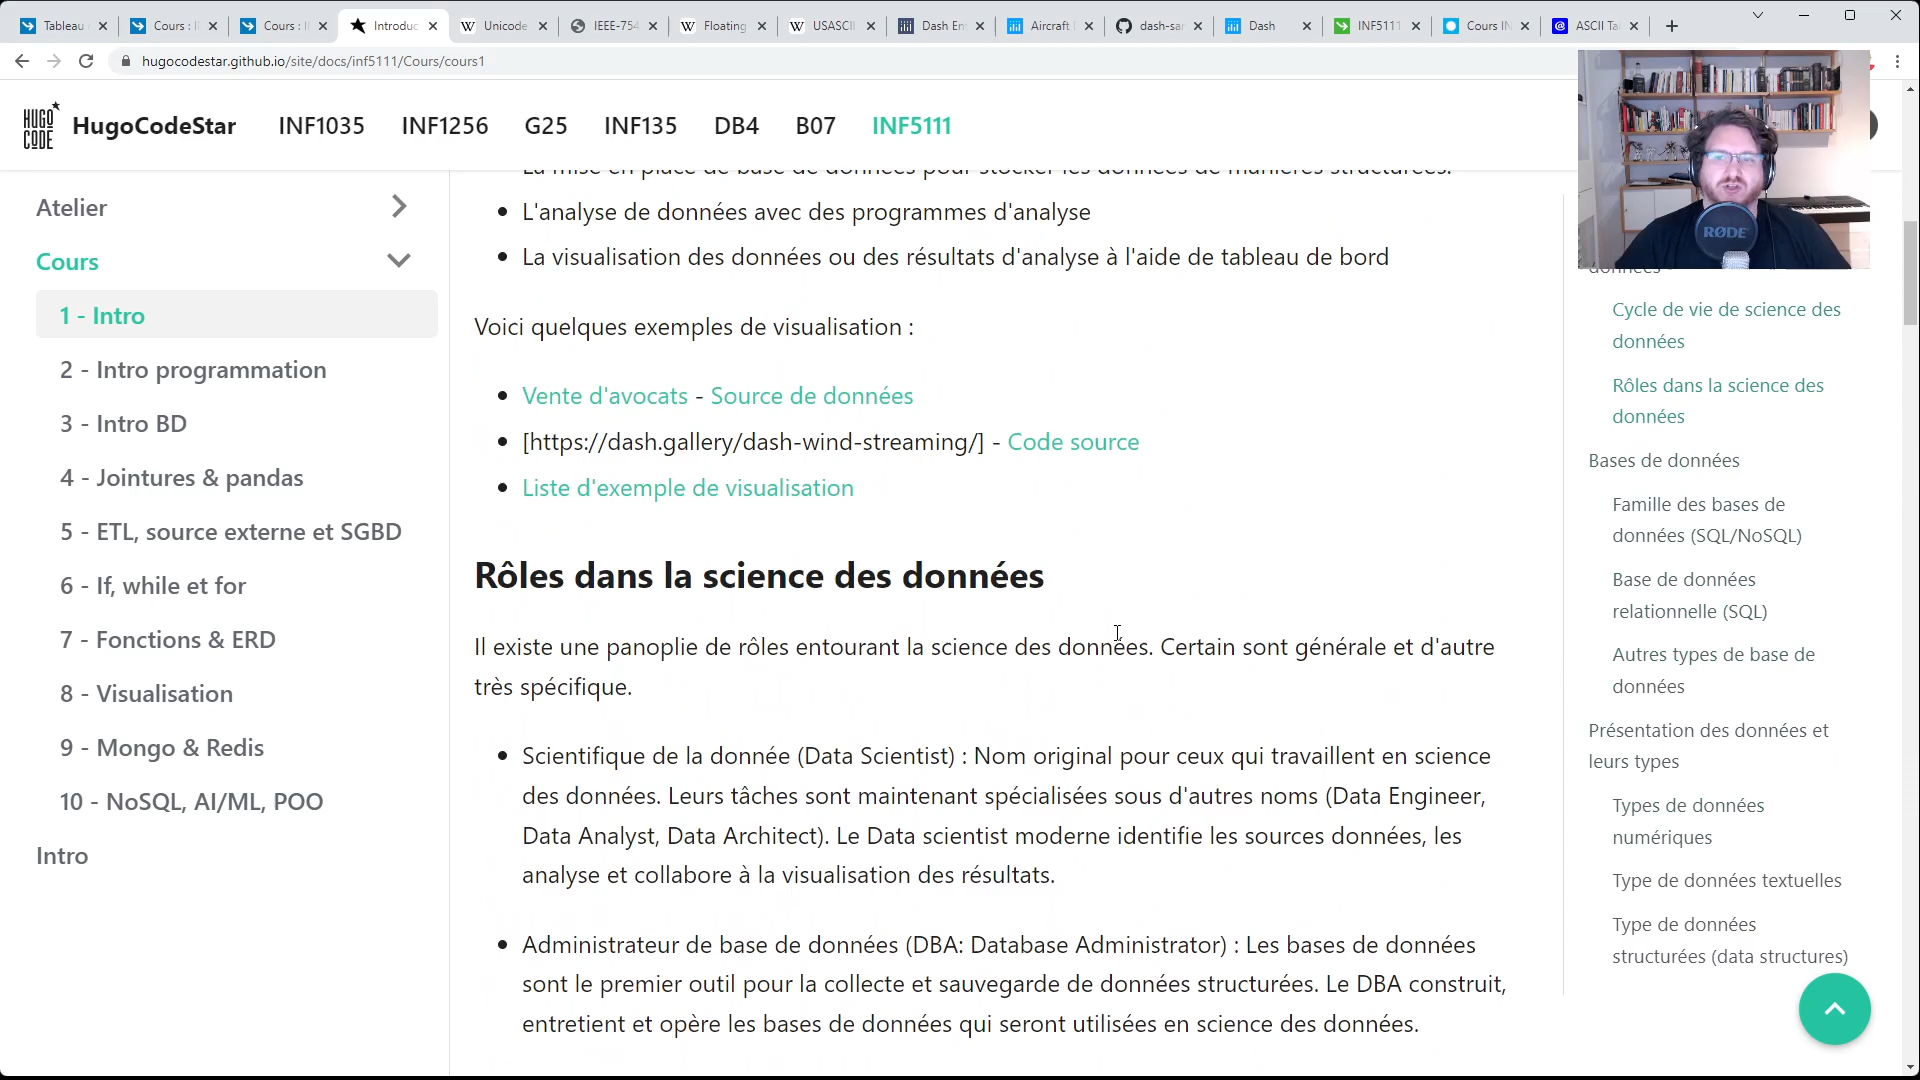 Tableau
Cours : II
Cours : II
Introduc
Unicode
IEEE-754
Floating
USASCII
Dash En
Aircraft
dash-sa
Dash
INF5111
Cours IN
ASCII Ta
hugocodestar.github.io/site/docs/inf5111/Cours/cours1
HUGO CODE
HugoCodeStar
INF1035
INF1256
G25
INF135
DB4
B07
INF5111
Atelier
Cours
1 - Intro
2 - Intro programmation
3 - Intro BD
4 - Jointures & pandas
5 - ETL, source externe et SGBD
6 - If, while et for
7 - Fonctions & ERD
8 - Visualisation
9 - Mongo & Redis
10 - NoSQL, AI/ML, POO
Intro
La mise en place de base de données pour stocker les données de manières structurées.
L'analyse de données avec des programmes d'analyse
La visualisation des données ou des résultats d'analyse à l'aide de tableau de bord
Voici quelques exemples de visualisation :
Vente d'avocats - Source de données
[https://dash.gallery/dash-wind-streaming/] - Code source
Liste d'exemple de visualisation
Rôles dans la science des données
Il existe une panoplie de rôles entourant la science des données. Certain sont générale et d'autre
très spécifique.
Scientifique de la donnée (Data Scientist) : Nom original pour ceux qui travaillent en science
des données. Leurs tâches sont maintenant spécialisées sous d'autres noms (Data Engineer,
Data Analyst, Data Architect). Le Data scientist moderne identifie les sources données, les
analyse et collabore à la visualisation des résultats.
Administrateur de base de données (DBA: Database Administrator) : Les bases de données
sont le premier outil pour la collecte et sauvegarde de données structurées. Le DBA construit,
entretient et opère les bases de données qui seront utilisées en science des données.
RØDE
données
Cycle de vie de science des
données
Rôles dans la science des
données
Bases de données
Famille des bases de
données (SQL/NoSQL)
Base de données
relationnelle (SQL)
Autres types de base de
données
Présentation des données et
leurs types
Types de données
numériques
Type de données textuelles
Type de données
structurées (data structures)